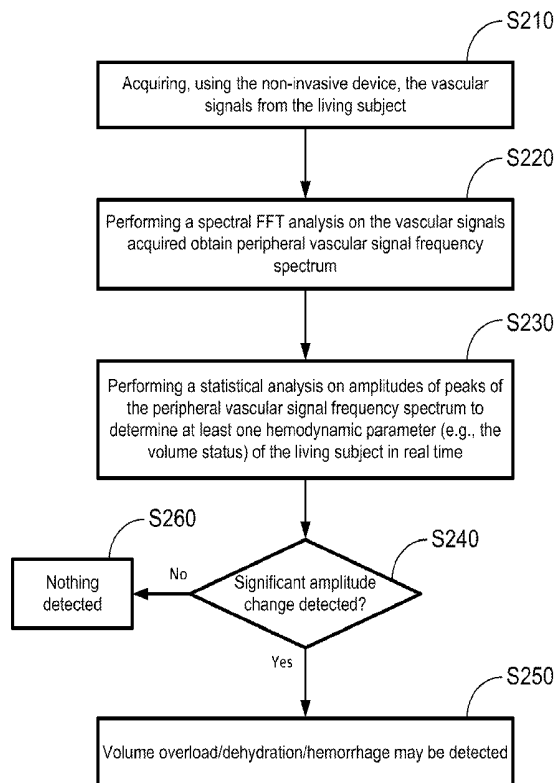 S210
Acquiring, using the non-invasive device, the vascular
signals from the living subject
S220
Performing a spectral FFT analysis on the vascular signals
acquired obtain peripheral vascular signal frequency
spectrum
S230
Performing a statistical analysis on amplitudes of peaks of
the peripheral vascular signal frequency spectrum to
determine at least one hemodynamic parameter (e.g., the
volume status) of the living subject in real time
S260
S240
Nothing
detected
No
Significant amplitude
change detected?
Yes
S250
Volume overload/dehydration/hemorrhage may be detected